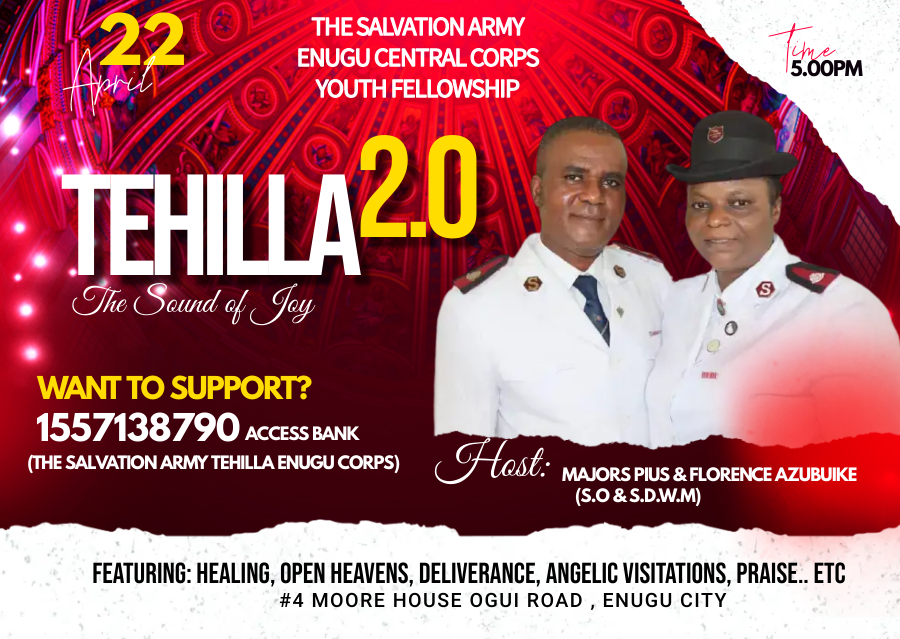 22
April
THE SALVATION ARMY
ENUGU CENTRAL CORPS
YOUTH FELLOWSHIP
Time
5.00PM
TEHILLA 2.0
The Sound of Joy
WANT TO SUPPORT?
1557138790 ACCESS BANK
(THE SALVATION ARMY TEHILLA ENUGU CORPS)
Host: MAJORS PIUS & FLORENCE AZUBUIKE
(S.O & S.D.W.M)
FEATURING: HEALING, OPEN HEAVENS, DELIVERANCE, ANGELIC VISITATIONS, PRAISE.. ETC
#4 MOORE HOUSE OGUI ROAD , ENUGU CITY